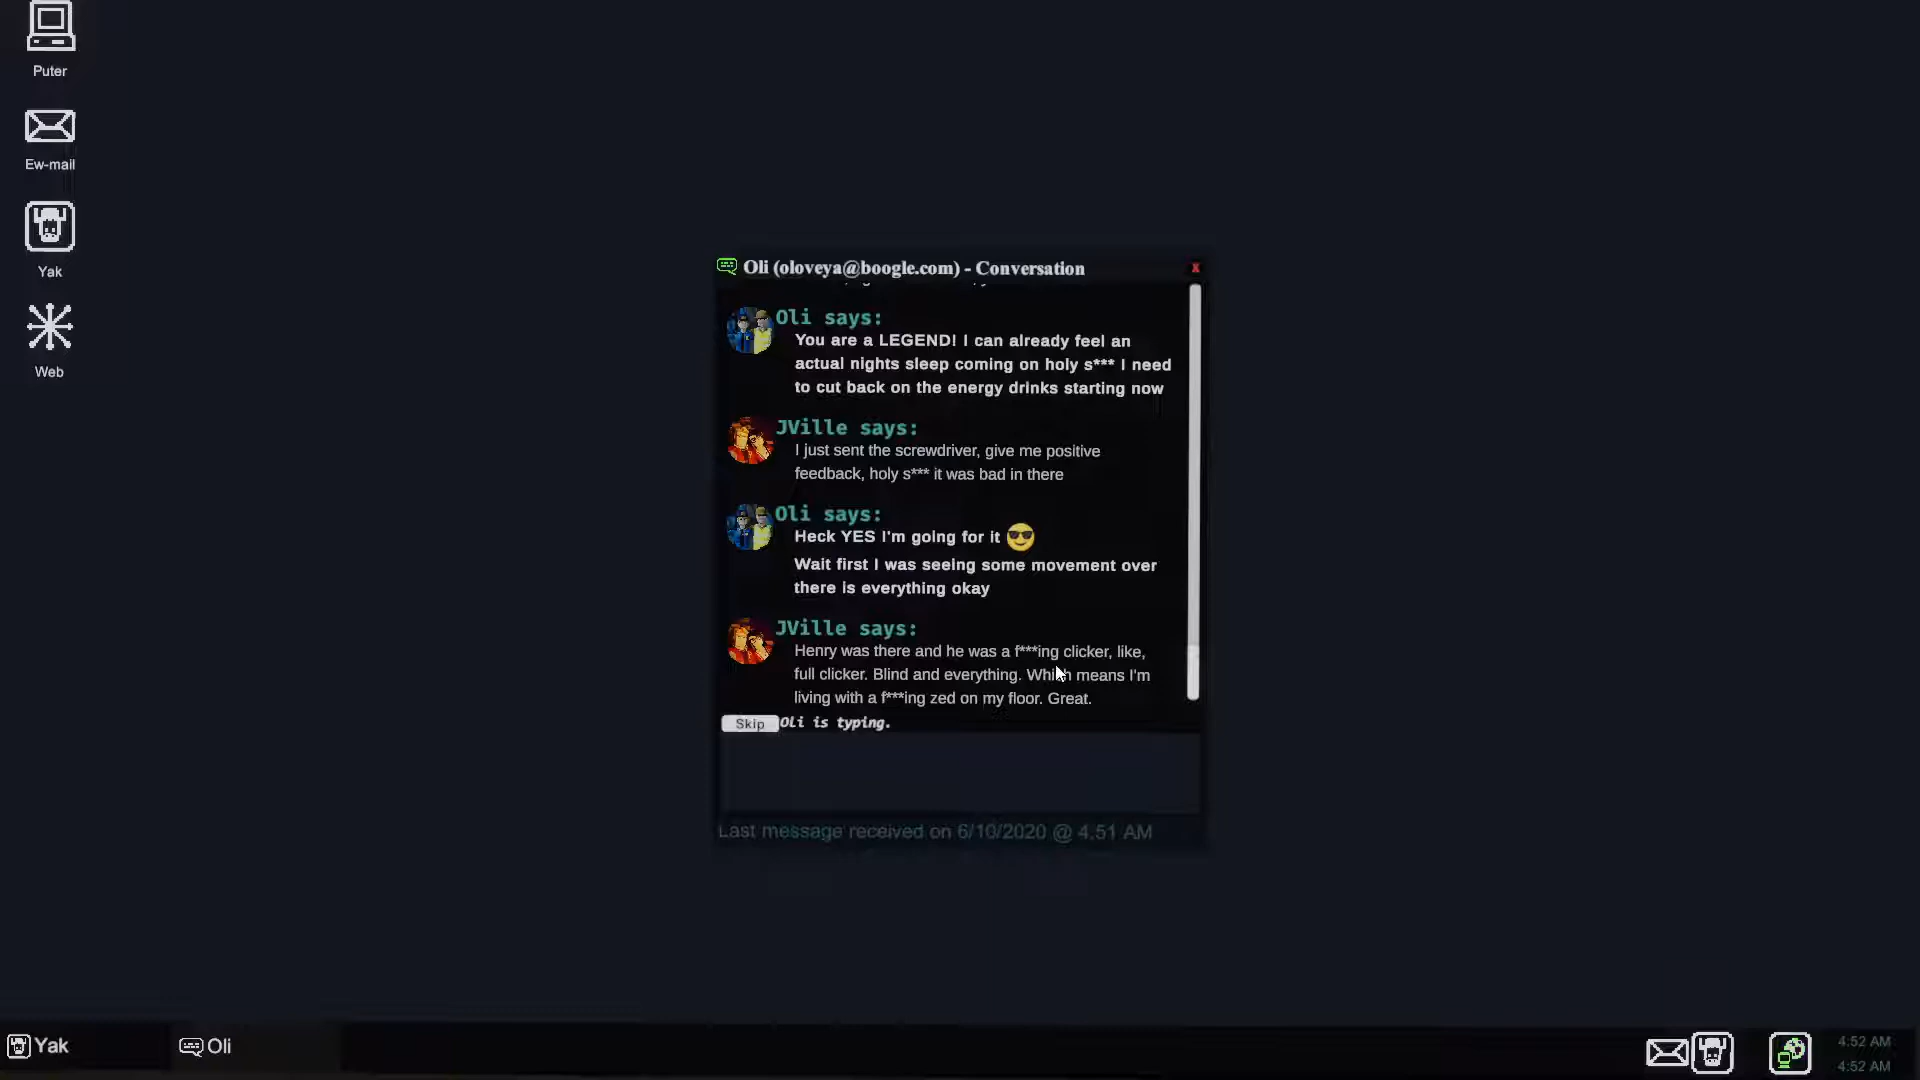 Puter
Ew-mail
Yak
Web
Oli (oloveya@boogle.com) - Conversation
x
Oli says:
You are a LEGEND! I can already feel an
actual nights sleep coming on holy s*** I need
to cut back on the energy drinks starting now
JVille says:
I just sent the screwdriver, give me positive
feedback, holy s*** it was bad in there
Oli says:
Heck YES I'm going for it
Wait first I was seeing some movement over
there is everything okay
JVille says:
Henry was there and he was a f***ing clicker, like,
full clicker. Blind and everything. Which means I'm
living with a f***ing zed on my floor. Great.
Skip Oli is typing.
Last message received on 6/10/2020 @ 4.51 AM
Yak
Oli
4:52 AM
4:52 AM